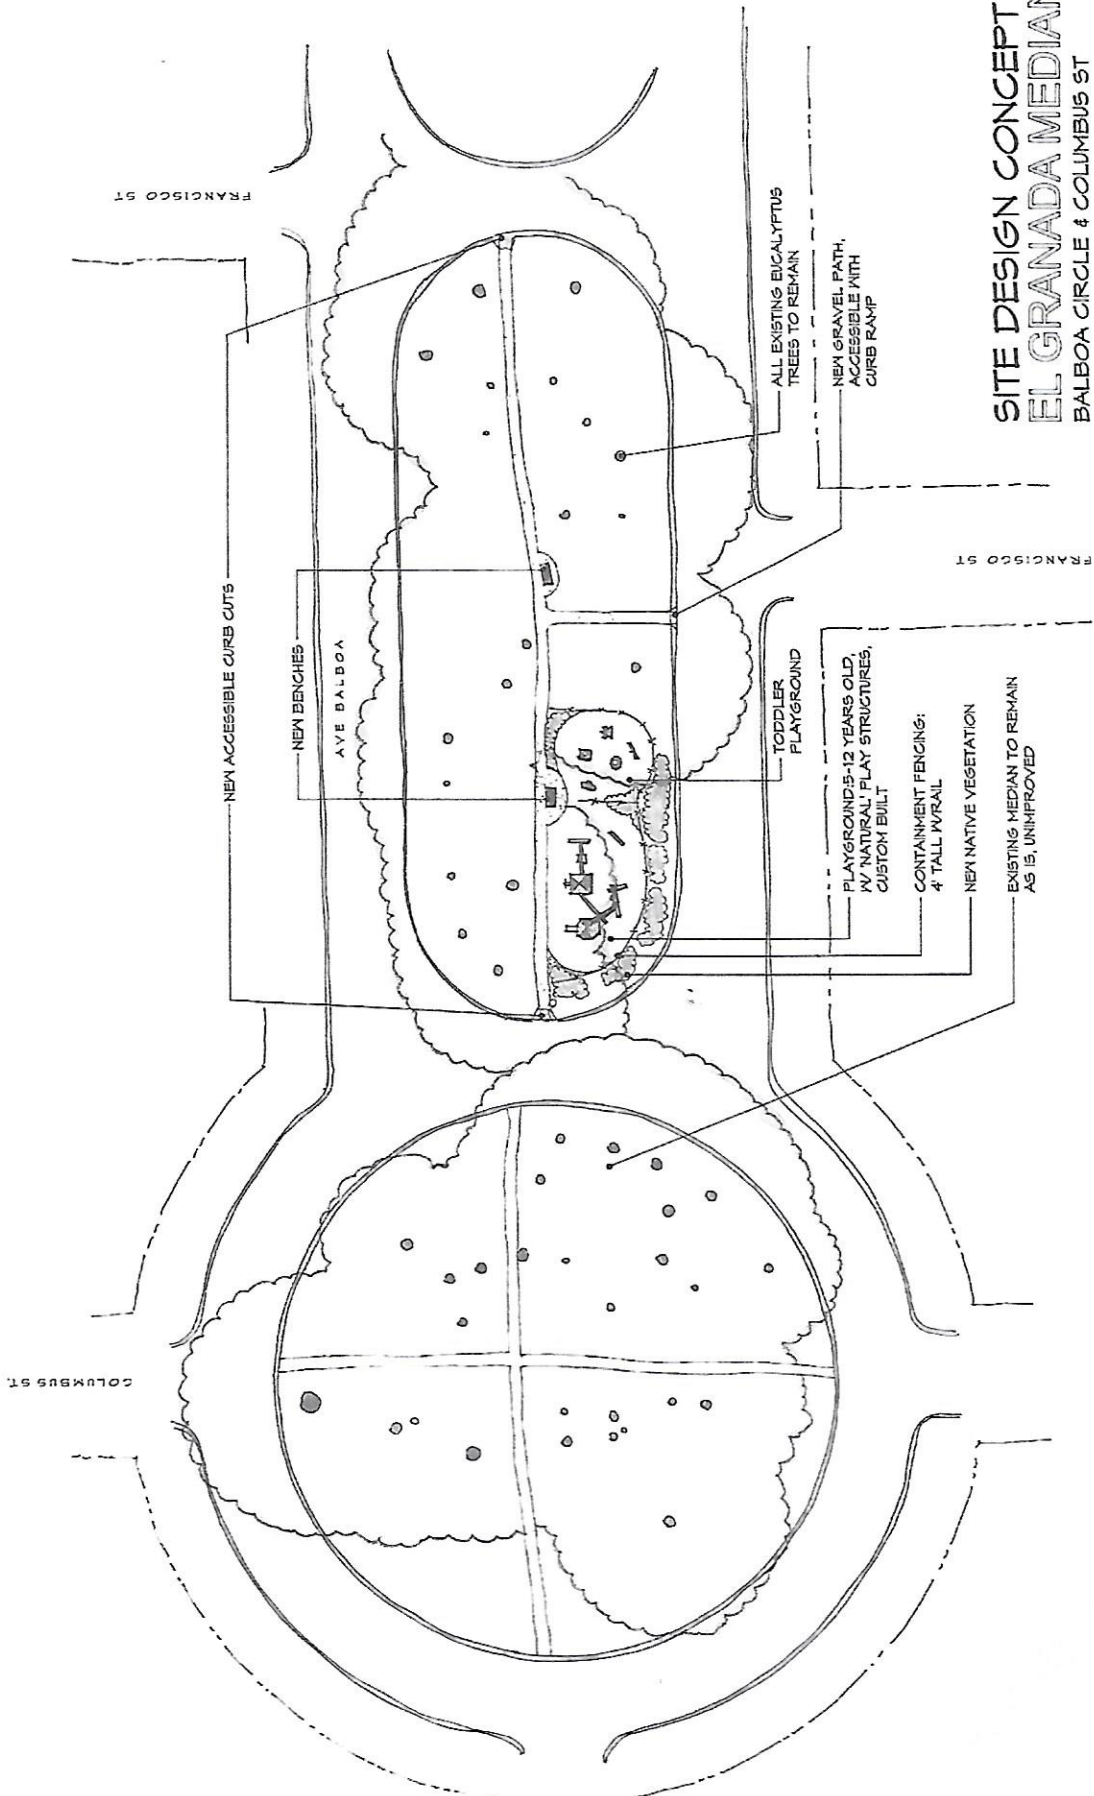 SITE DESIGN CONCEPT
EL GRANADA MEDIAN
BALBOA CIRCLE & COLUMBUS ST
FRANCISCO ST
NEW ACCESSIBLE CURB CUTS
NEW BENCHES
AVE BALBOA
COLUMBUS ST.
ALL EXISTING EUCALYPTUS
TREES TO REMAIN
NEW GRAVEL PATH,
ACCESSIBLE WITH
CURB RAMP
FRANCISCO ST
TODDLER
PLAYGROUND
PLAYGROUND:5-12 YEARS OLD,
W/ 'NATURAL' PLAY STRUCTURES,
CUSTOM BUILT
CONTAINMENT FENCING:
4' TALL W/RAIL
NEW NATIVE VEGETATION
EXISTING MEDIAN TO REMAIN
AS IS, UNIMPROVED